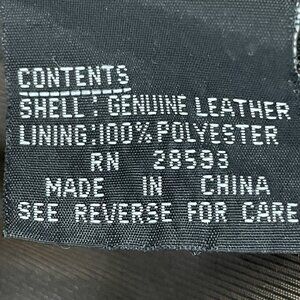 CONTENTS
SHELL: GENUINE LEATHER
LINING:100% POLYESTER
RN 28593
MADE IN CHINA
SEE REVERSE FOR CARE